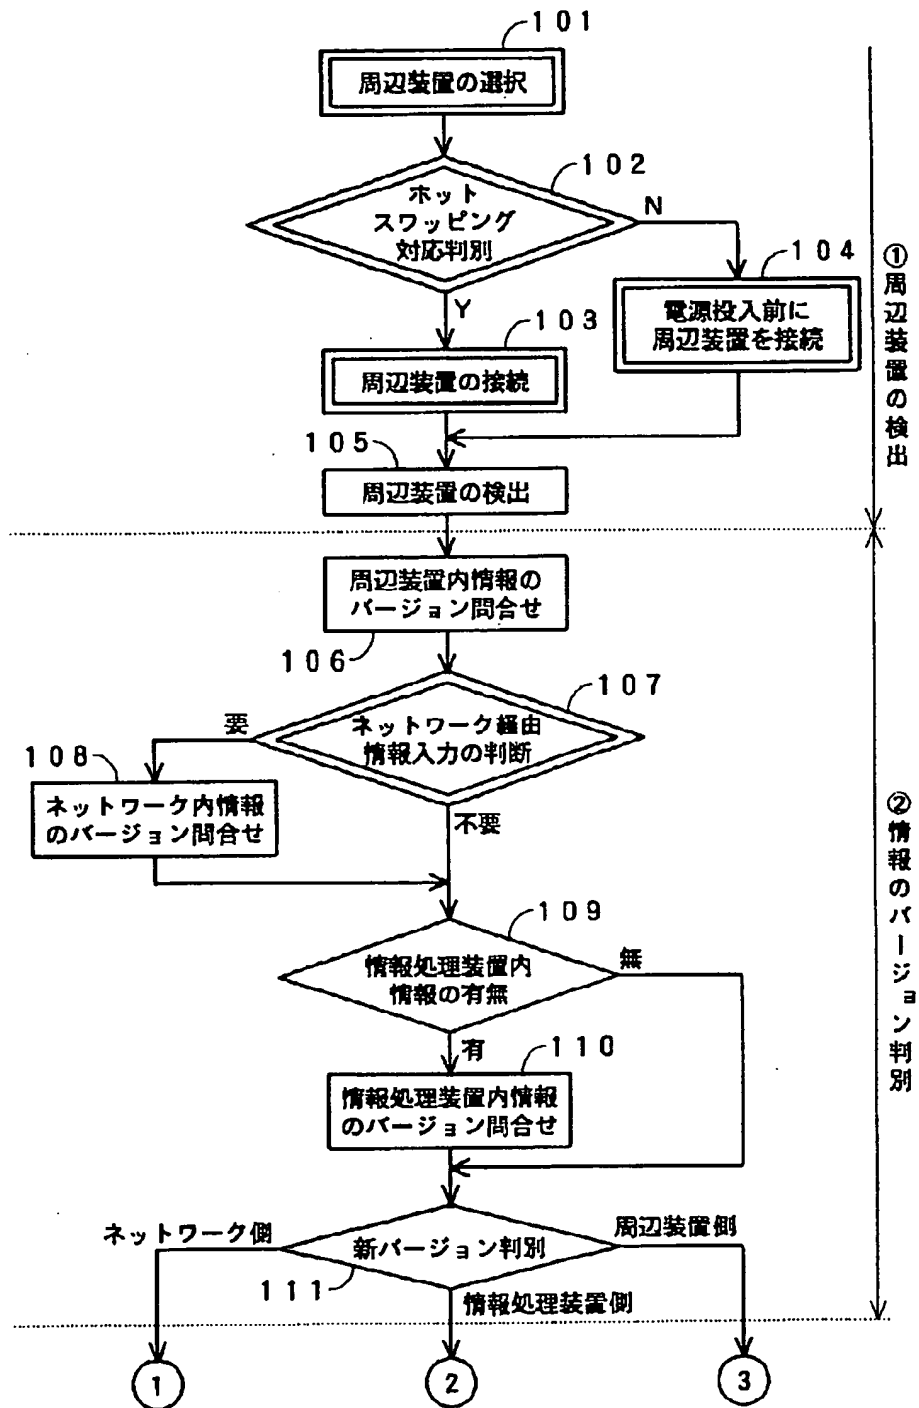 101
周辺装置の選択
102
ホット
スワッピング
対応判別
N
Y
104
電源投入前に
周辺装置を接続
103
周辺装置の接続
105
周辺装置の検出
①周辺装置の検出
周辺装置内情報の
バージョン問合せ
106
107
ネットワーク経由
情報入力の判断
要
不要
108
ネットワーク内情報
のバージョン問合せ
109
情報処理装置内
情報の有無
無
有
110
情報処理装置内情報
のバージョン問合せ
②情報のバージョン判別
新バージョン判別
111
ネットワーク側
周辺装置側
情報処理装置側
1
2
3